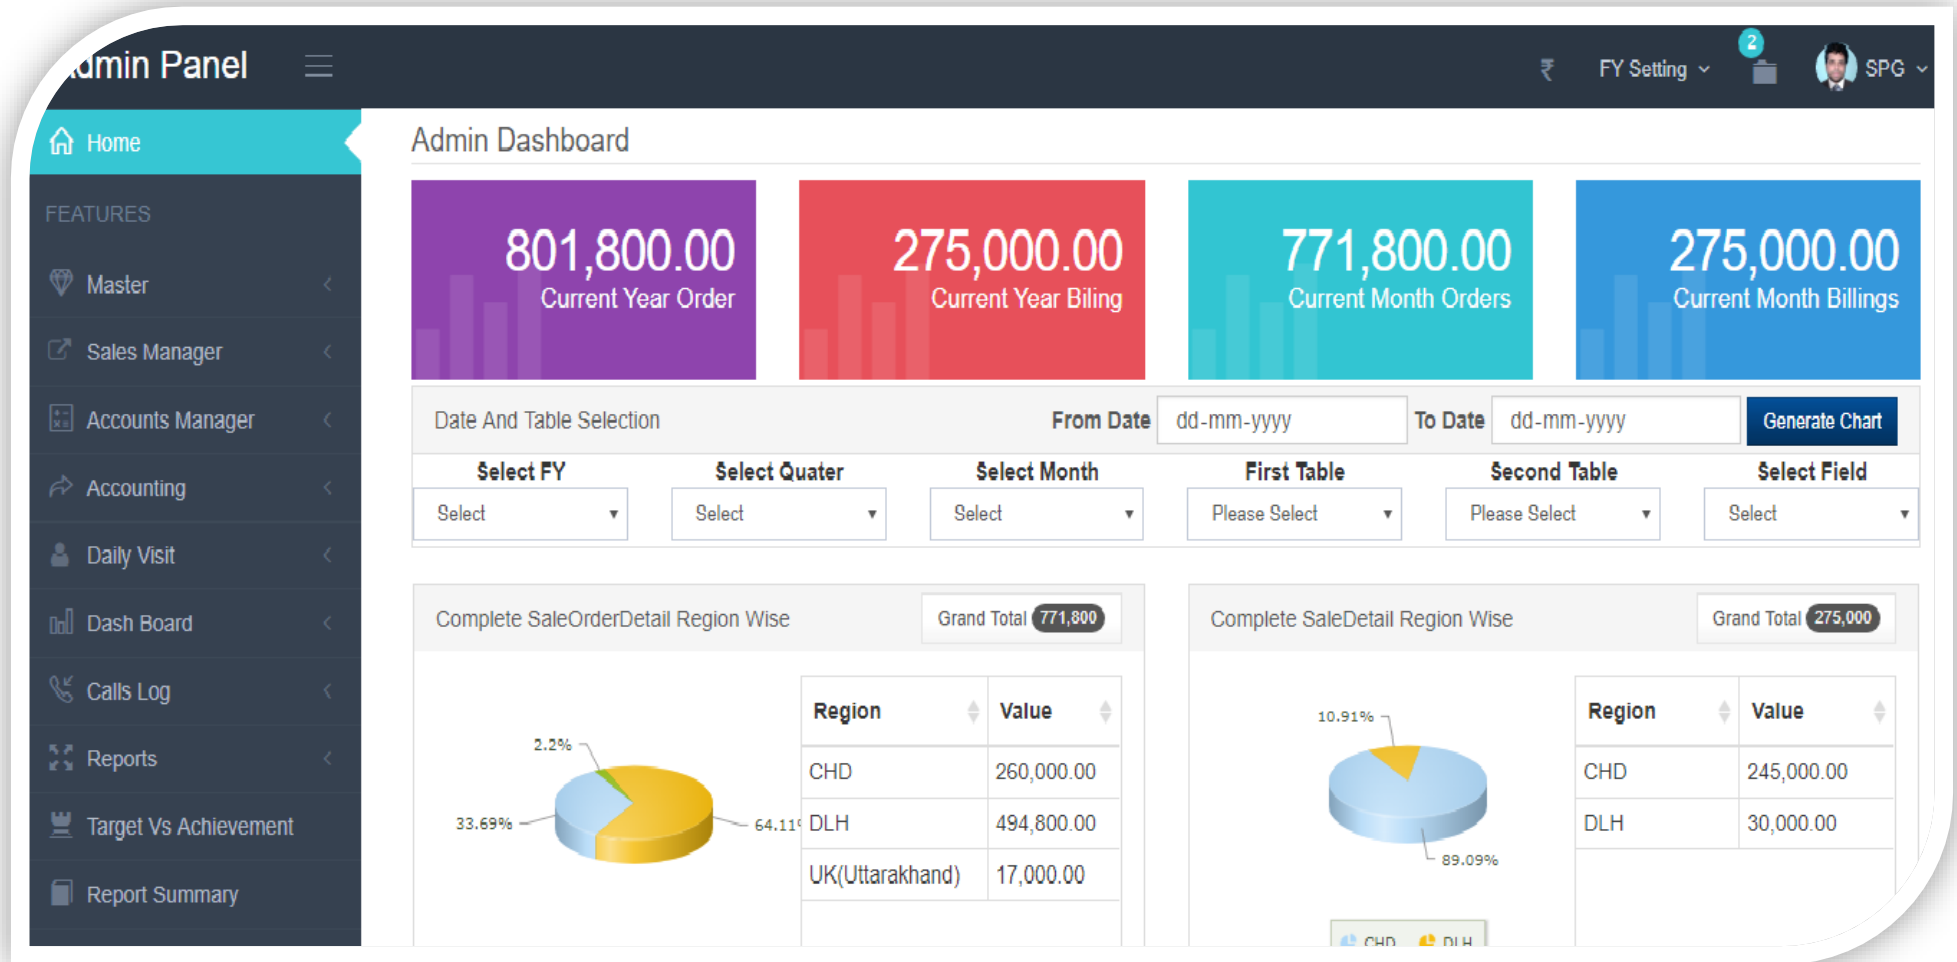 Admin Panel
2
₹ FY Setting SPG
Home
FEATURES
Master
Sales Manager
Accounts Manager
Accounting
Daily Visit
Dash Board
Calls Log
Reports
Target Vs Achievement
Report Summary
Admin Dashboard
801,800.00
Current Year Order
275,000.00
Current Year Biling
771,800.00
Current Month Orders
275,000.00
Current Month Billings
Date And Table Selection From Date dd-mm-yyyy To Date dd-mm-yyyy Generate Chart
Select FY Select Quater Select Month First Table Second Table Select Field
Select Select Select Please Select Please Select Select
Complete SaleOrderDetail Region Wise Grand Total 771,800
2.2%
33.69%
64.11%
Region Value
CHD 260,000.00
DLH 494,800.00
UK(Uttarakhand) 17,000.00
Complete SaleDetail Region Wise Grand Total 275,000
10.91%
89.09%
CHD DLH
Region Value
CHD 245,000.00
DLH 30,000.00